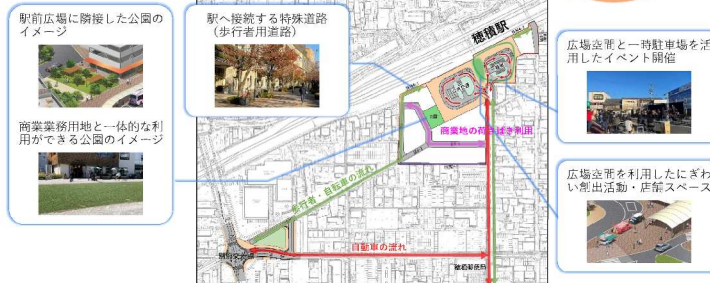 駅前広場に隣接した公園の
イメージ
商業業務用地と一体的な利
用ができる公園のイメージ
駅へ接続する特殊道路
（歩行者用道路）
穂積駅
商業地の荷さばき利用
歩行者・自転車の流れ
自動車の流れ
穂積郵便局
広場空間と一時駐車場を活
用したイベント開催
広場空間を利用したにぎわ
い創出活動・店舗スペース